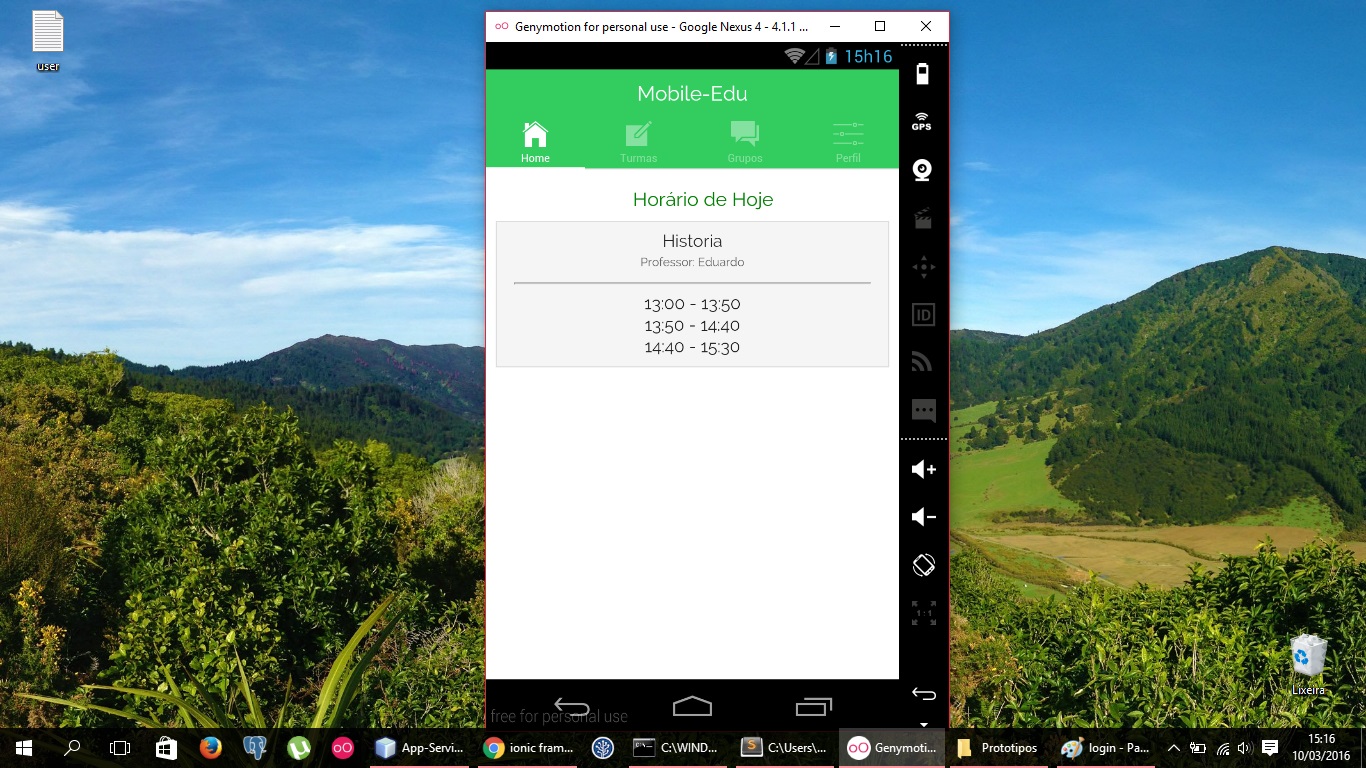 user
Genymotion for personal use - Google Nexus 4 - 4.1.1 ...
15h16
Mobile-Edu
Home
Turmas
Grupos
Perfil
Horário de Hoje
Historia
Professor: Eduardo
13:00 - 13:50
13:50 - 14:40
14:40 - 15:30
GPS
ID
1:1
free for personal use
Lixeira
App-Servi...
ionic fram...
C:\WIND...
C:\Users\...
Genymoti...
Prototipos
login - Pa...
15:16
10/03/2016